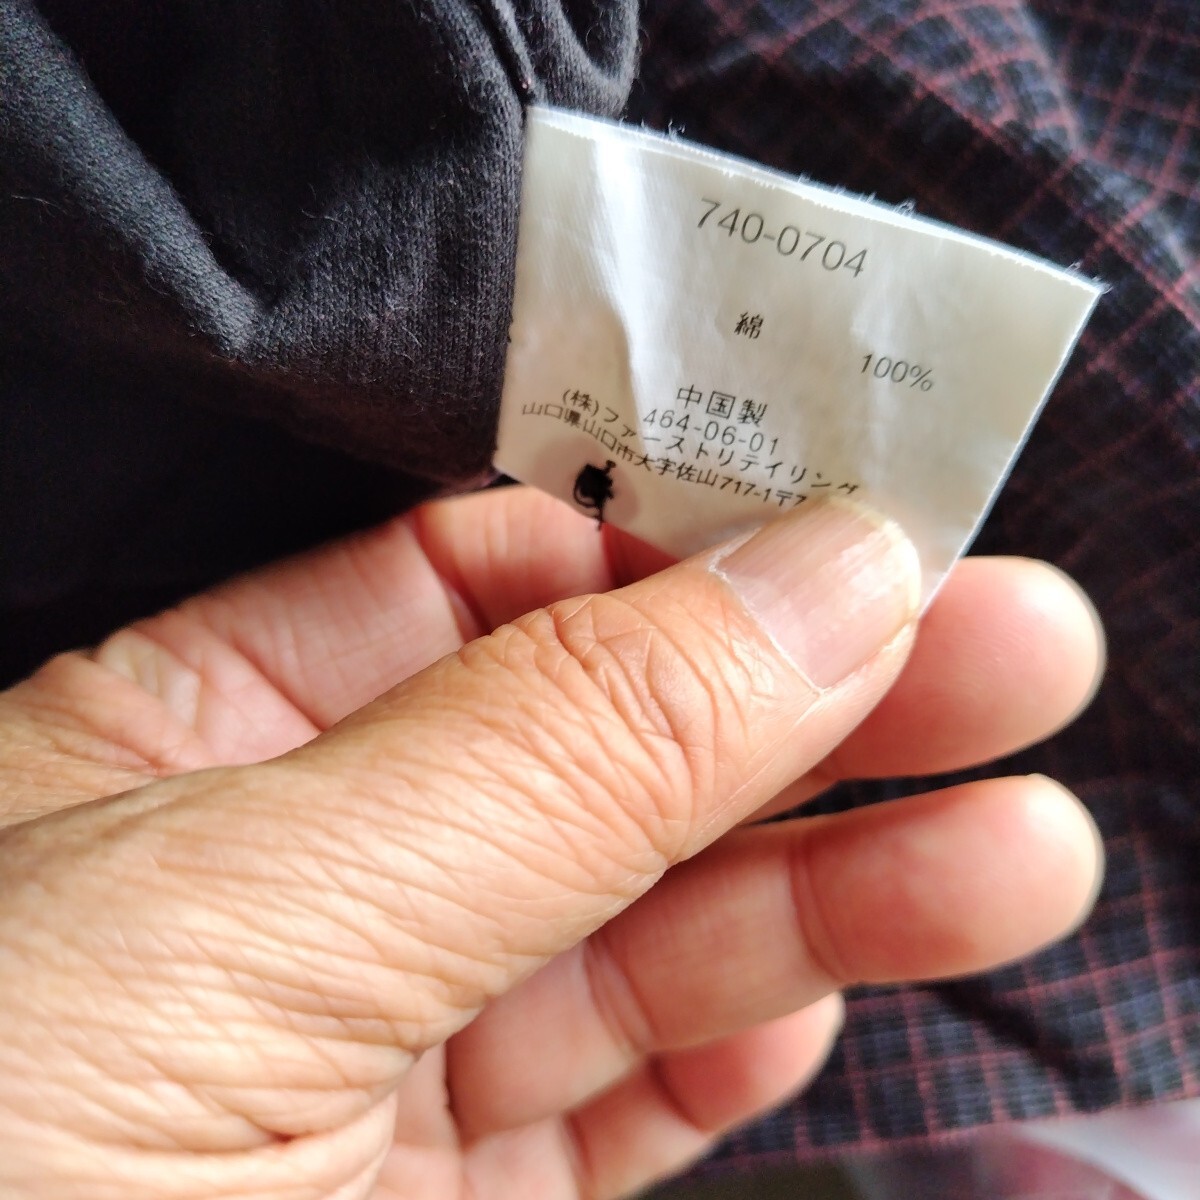 740-0704
綿
100%
中国製
464-06-01
(株)ファーストリテイリング
山口県山口市大字佐山717-1〒7